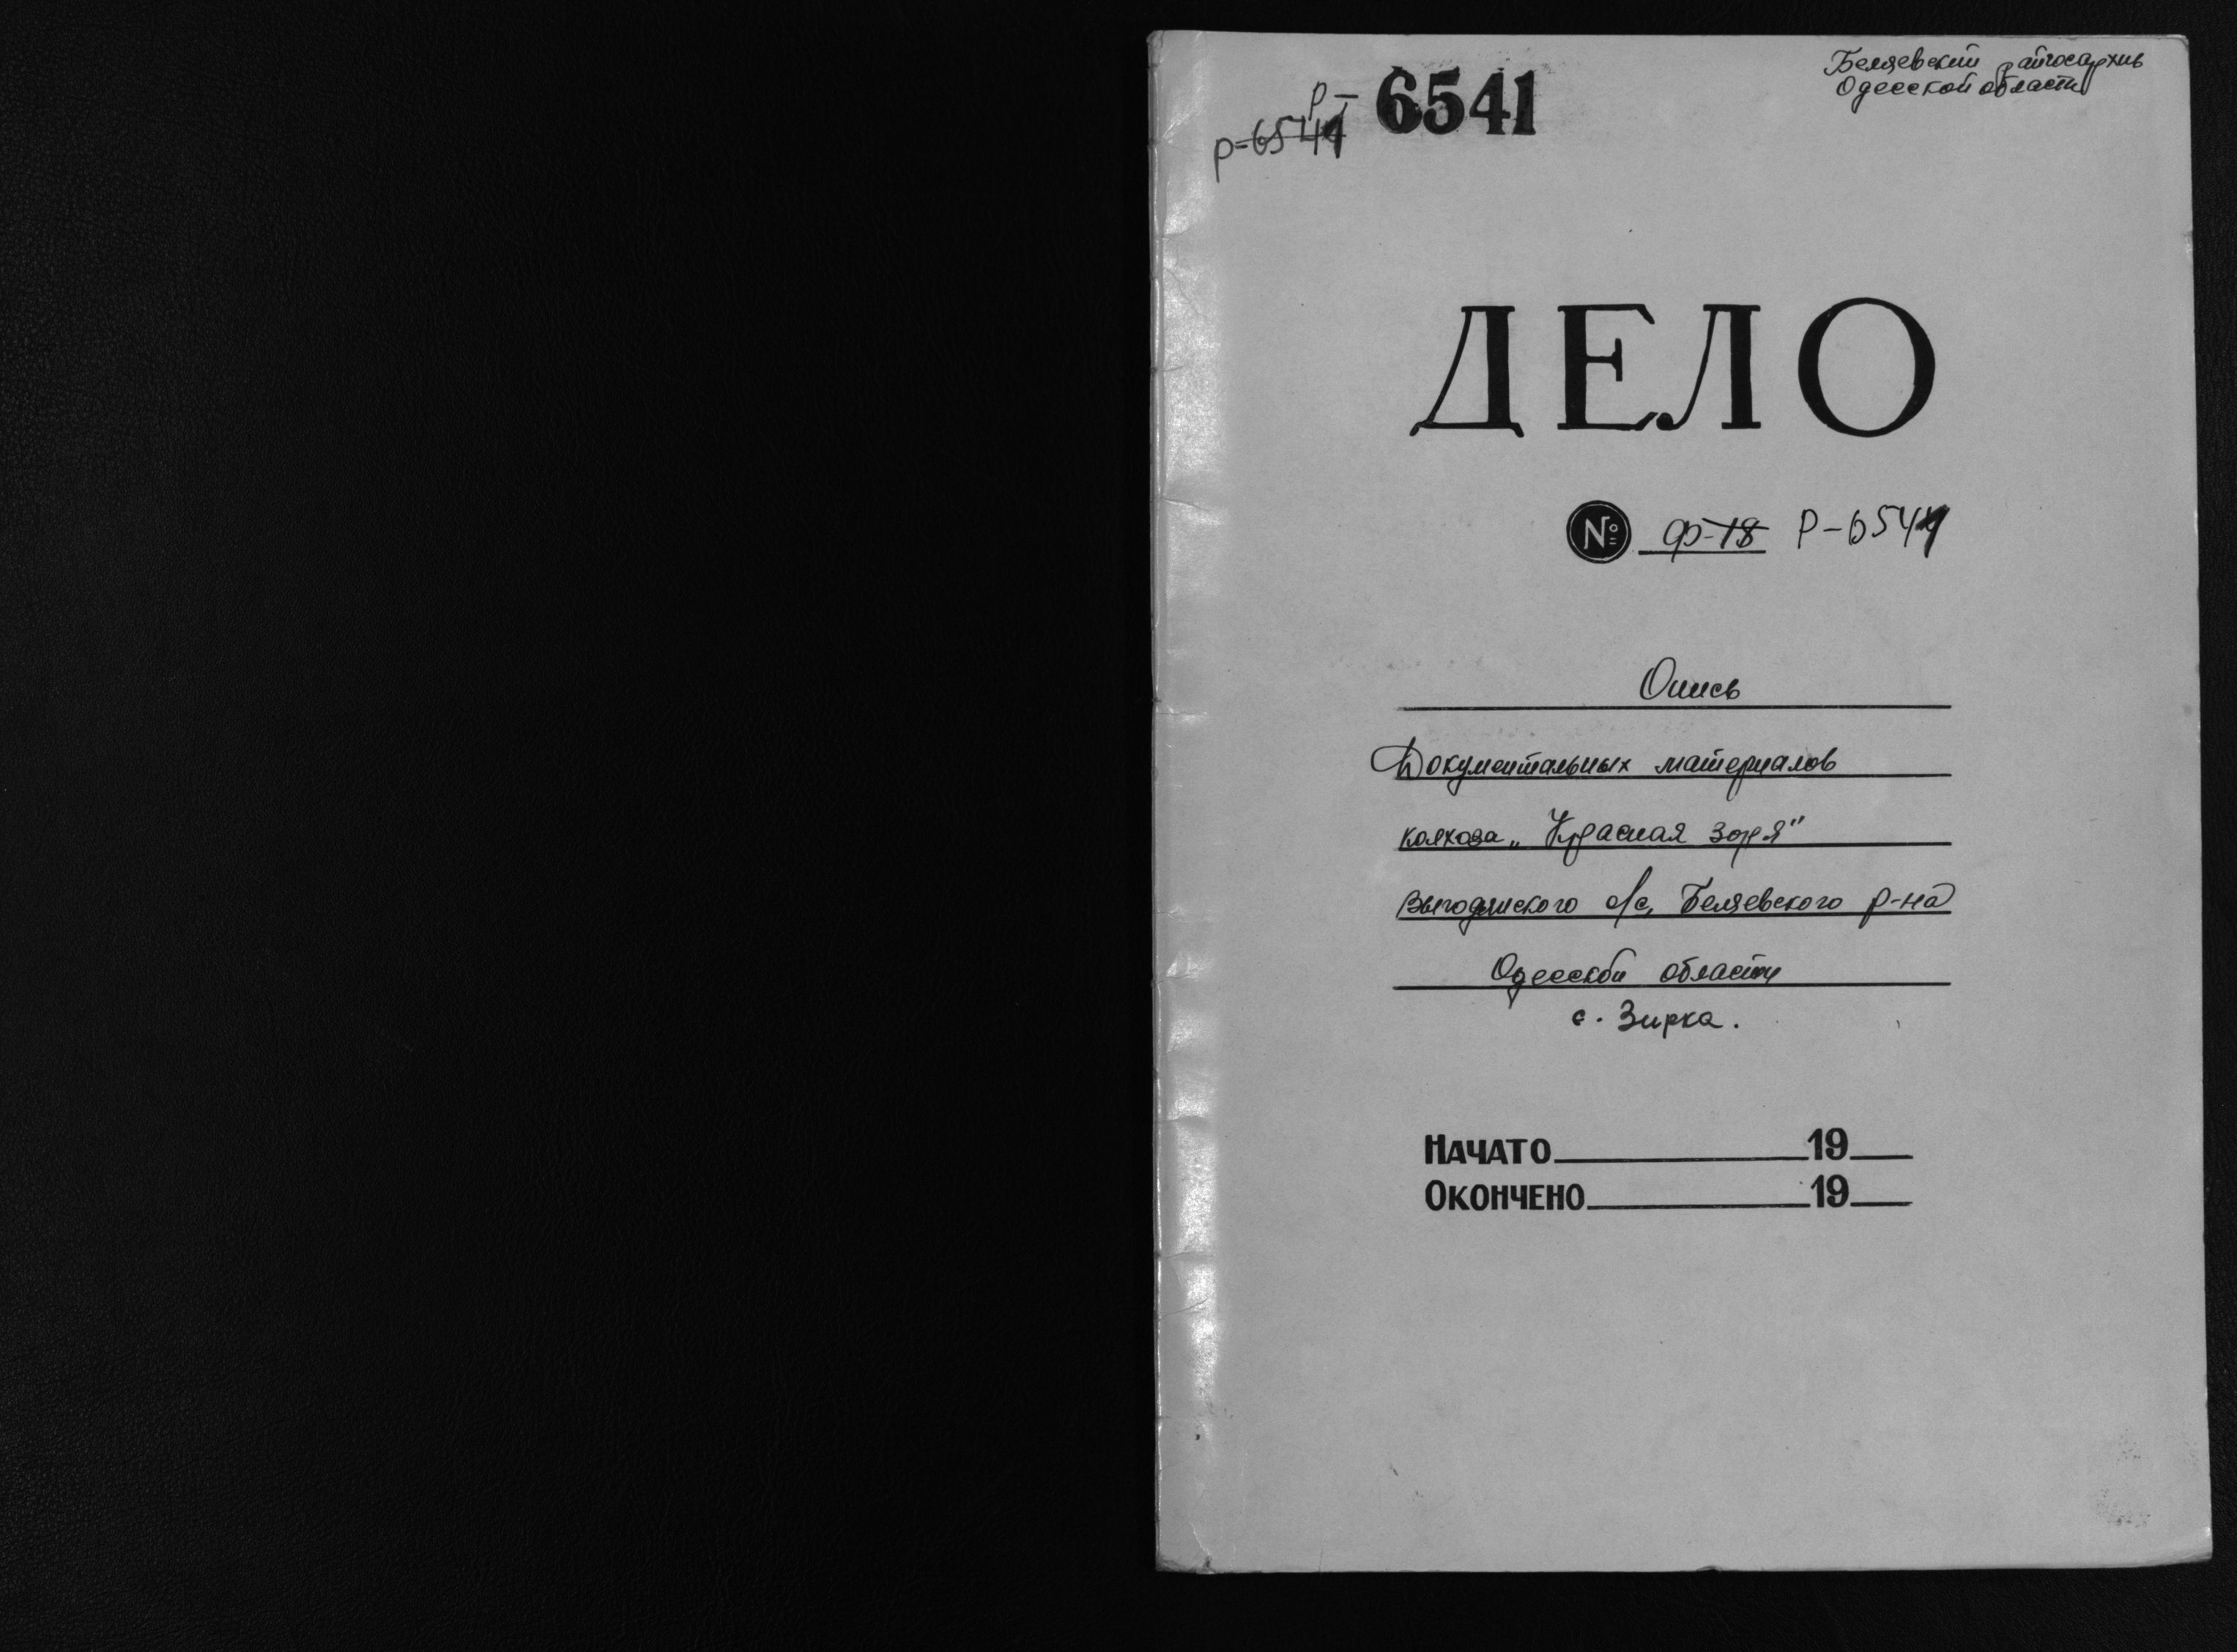 Беляевский райгосархив
Одесской области
Р- 6541
Р-6541
ДЕЛО
№ Ф-18 Р-6541
Опись
Документальных материалов
колхоза „Красная зоря"
Выгодянского с/с, Беляевского р-на
Одесской области
с. Зирка.
НАЧАТО 19
ОКОНЧЕНО 19